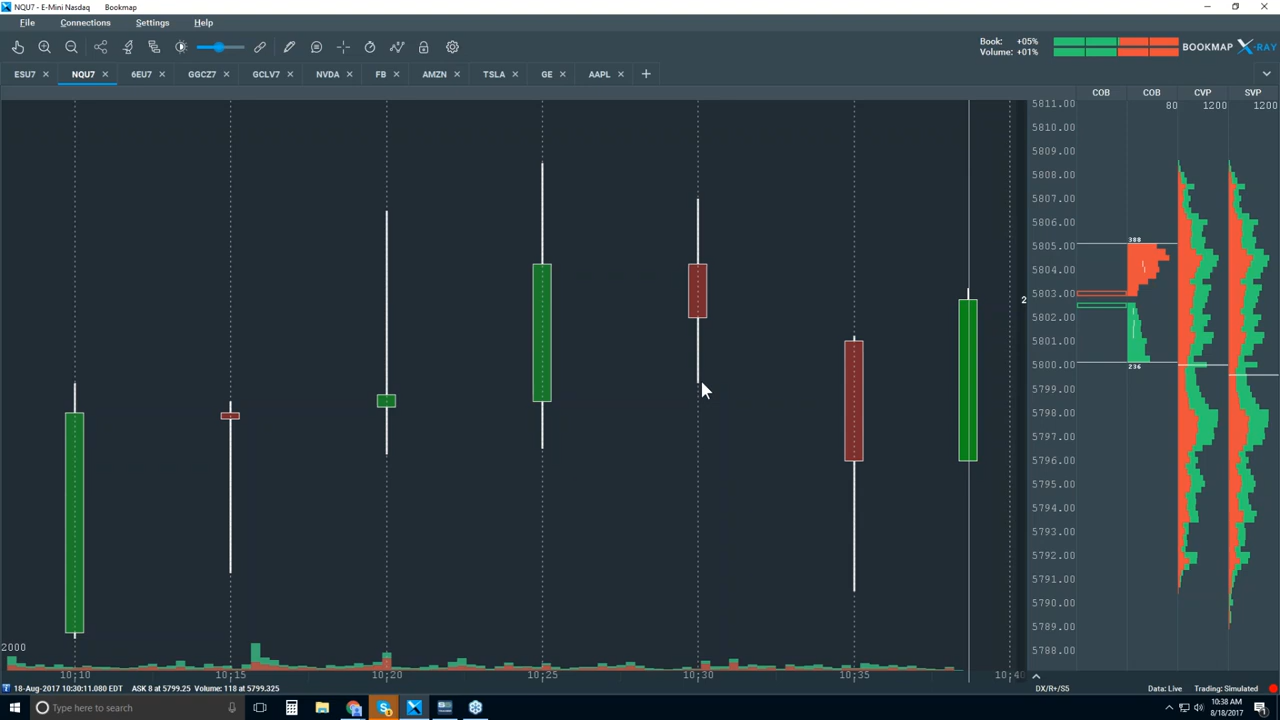 NQU7 - E-Mini Nasdaq Bookmap
File Connections Settings Help
Book: +05%
Volume: +01%
BOOKMAP X-RAY
ESU7 NQU7 6EU7 GGCZ7 GCLV7 NVDA FB AMZN TSLA GE AAPL
COB COB CVP SVP
80 1200 1200
5811.00
5810.00
5809.00
5808.00
5807.00
5806.00
5805.00
5804.00
5803.00
5802.00
5801.00
5800.00
5799.00
5798.00
5797.00
5796.00
5795.00
5794.00
5793.00
5792.00
5791.00
5790.00
5789.00
5788.00
388
236
2
2000
10:10 10:15 10:20 10:25 10:30 10:35 10:40
18-Aug-2017 10:30:11.080 EDT ASK 8 at 5799.25 Volume: 118 at 5799.325
DX/R+/S5 Data: Live Trading: Simulated
Type here to search
10:38 AM
8/18/2017
1